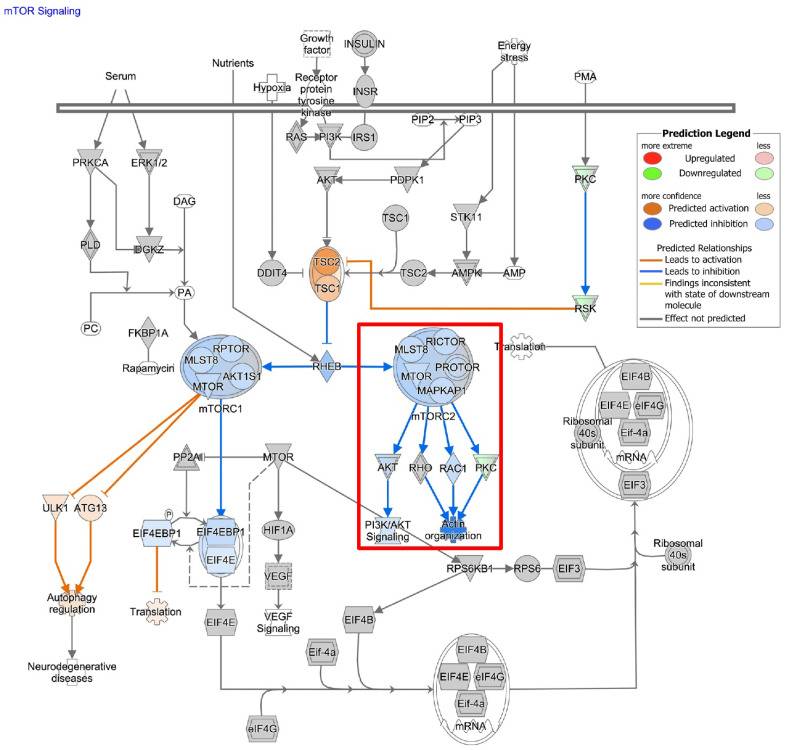 mTOR Signaling
Growth
factor
INSULIN
Energy
stress
Serum
Nutrients
Hypoxia
Receptor
protein
tyrosine
kinase
INSR
PMA
RAS
PI3K
IRS1
PIP2
PIP3
Prediction Legend
more extreme
less
Upregulated
Downregulated
more confidence
less
Predicted activation
Predicted inhibition
Predicted Relationships
Leads to activation
Leads to inhibition
Findings inconsistent
with state of downstream
molecule
Effect not predicted
PRKCA
ERK1/2
AKT
PDPK1
PKC
DAG
TSC1
STK11
PLD
DGKZ
TSC2
TSC1
DDIT4
TSC2
AMPK
AMP
PA
RSK
PC
FKBP1A
Rapamycin
RPTOR
MLST8
AKT1S1
MTOR
mTORC1
RHEB
RICTOR
MLST8
PROTOR
MTOR
MAPKAP1
mTORC2
Translation
EIF4B
EIF4E
eIF4G
Ribosomal
40s
subunit
Eif-4a
mRNA
EIF3
PP2A
MTOR
AKT
RHO
RAC1
PKC
ULK1
ATG13
P
EIF4EBP1
EIF4EBP1
EIF4E
HIF1A
PI3K/AKT
Signaling
Actin
organization
Ribosomal
40s
subunit
VEGF
RPS6KB1
RPS6
EIF3
Autophagy
regulation
Translation
EIF4E
VEGF
Signaling
EIF4B
Neurodegenerative
diseases
Eif-4a
EIF4B
EIF4E
eIF4G
Eif-4a
mRNA
eIF4G